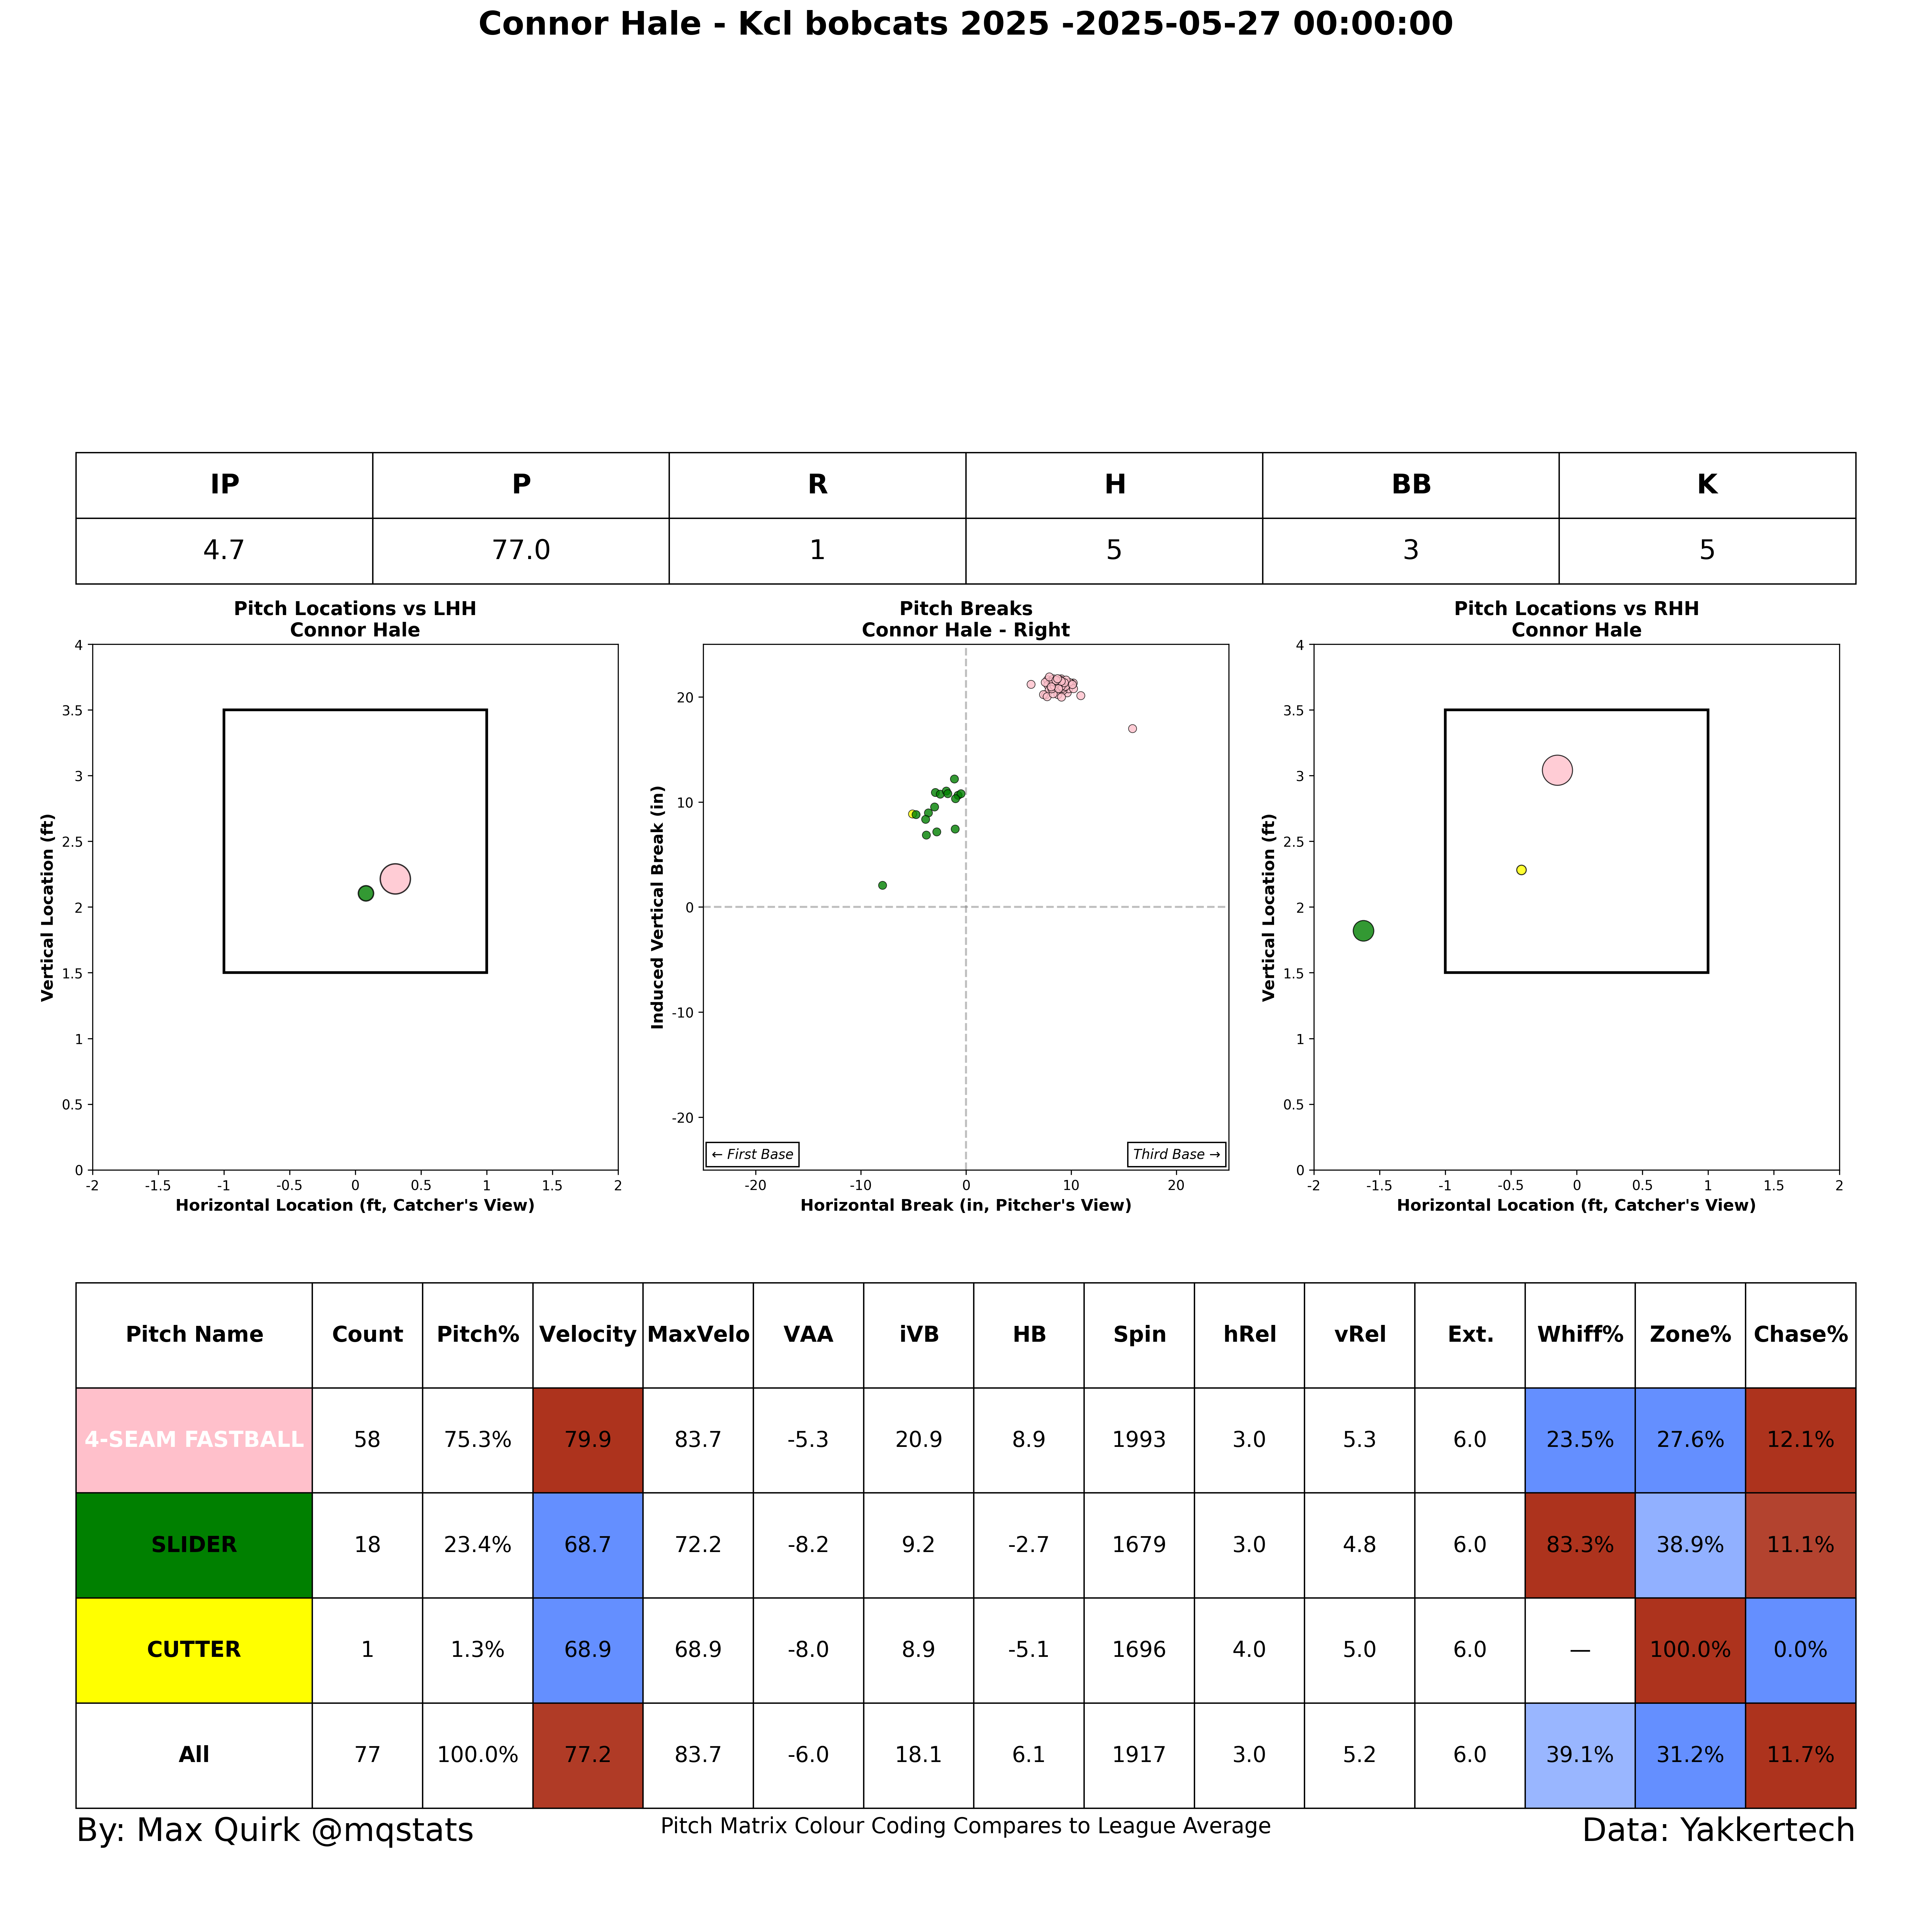 Connor Hale - Kcl bobcats 2025 -2025-05-27 00:00:00
IP P R H BB K
4.7 77.0 1 5 3 5
Pitch Locations vs LHH
Connor Hale
4
3.5
3
2.5
2
1.5
1
0.5
0
Vertical Location (ft)
-2 -1.5 -1 -0.5 0 0.5 1 1.5 2
Horizontal Location (ft, Catcher's View)
Pitch Breaks
Connor Hale - Right
20
10
0
-10
-20
Induced Vertical Break (in)
← First Base
Third Base →
-20 -10 0 10 20
Horizontal Break (in, Pitcher's View)
Pitch Locations vs RHH
Connor Hale
4
3.5
3
2.5
2
1.5
1
0.5
0
Vertical Location (ft)
-2 -1.5 -1 -0.5 0 0.5 1 1.5 2
Horizontal Location (ft, Catcher's View)
Pitch Name Count Pitch% Velocity MaxVelo VAA iVB HB Spin hRel vRel Ext. Whiff% Zone% Chase%
4-SEAM FASTBALL 58 75.3% 79.9 83.7 -5.3 20.9 8.9 1993 3.0 5.3 6.0 23.5% 27.6% 12.1%
SLIDER 18 23.4% 68.7 72.2 -8.2 9.2 -2.7 1679 3.0 4.8 6.0 83.3% 38.9% 11.1%
CUTTER 1 1.3% 68.9 68.9 -8.0 8.9 -5.1 1696 4.0 5.0 6.0 — 100.0% 0.0%
All 77 100.0% 77.2 83.7 -6.0 18.1 6.1 1917 3.0 5.2 6.0 39.1% 31.2% 11.7%
By: Max Quirk @mqstats
Pitch Matrix Colour Coding Compares to League Average
Data: Yakkertech